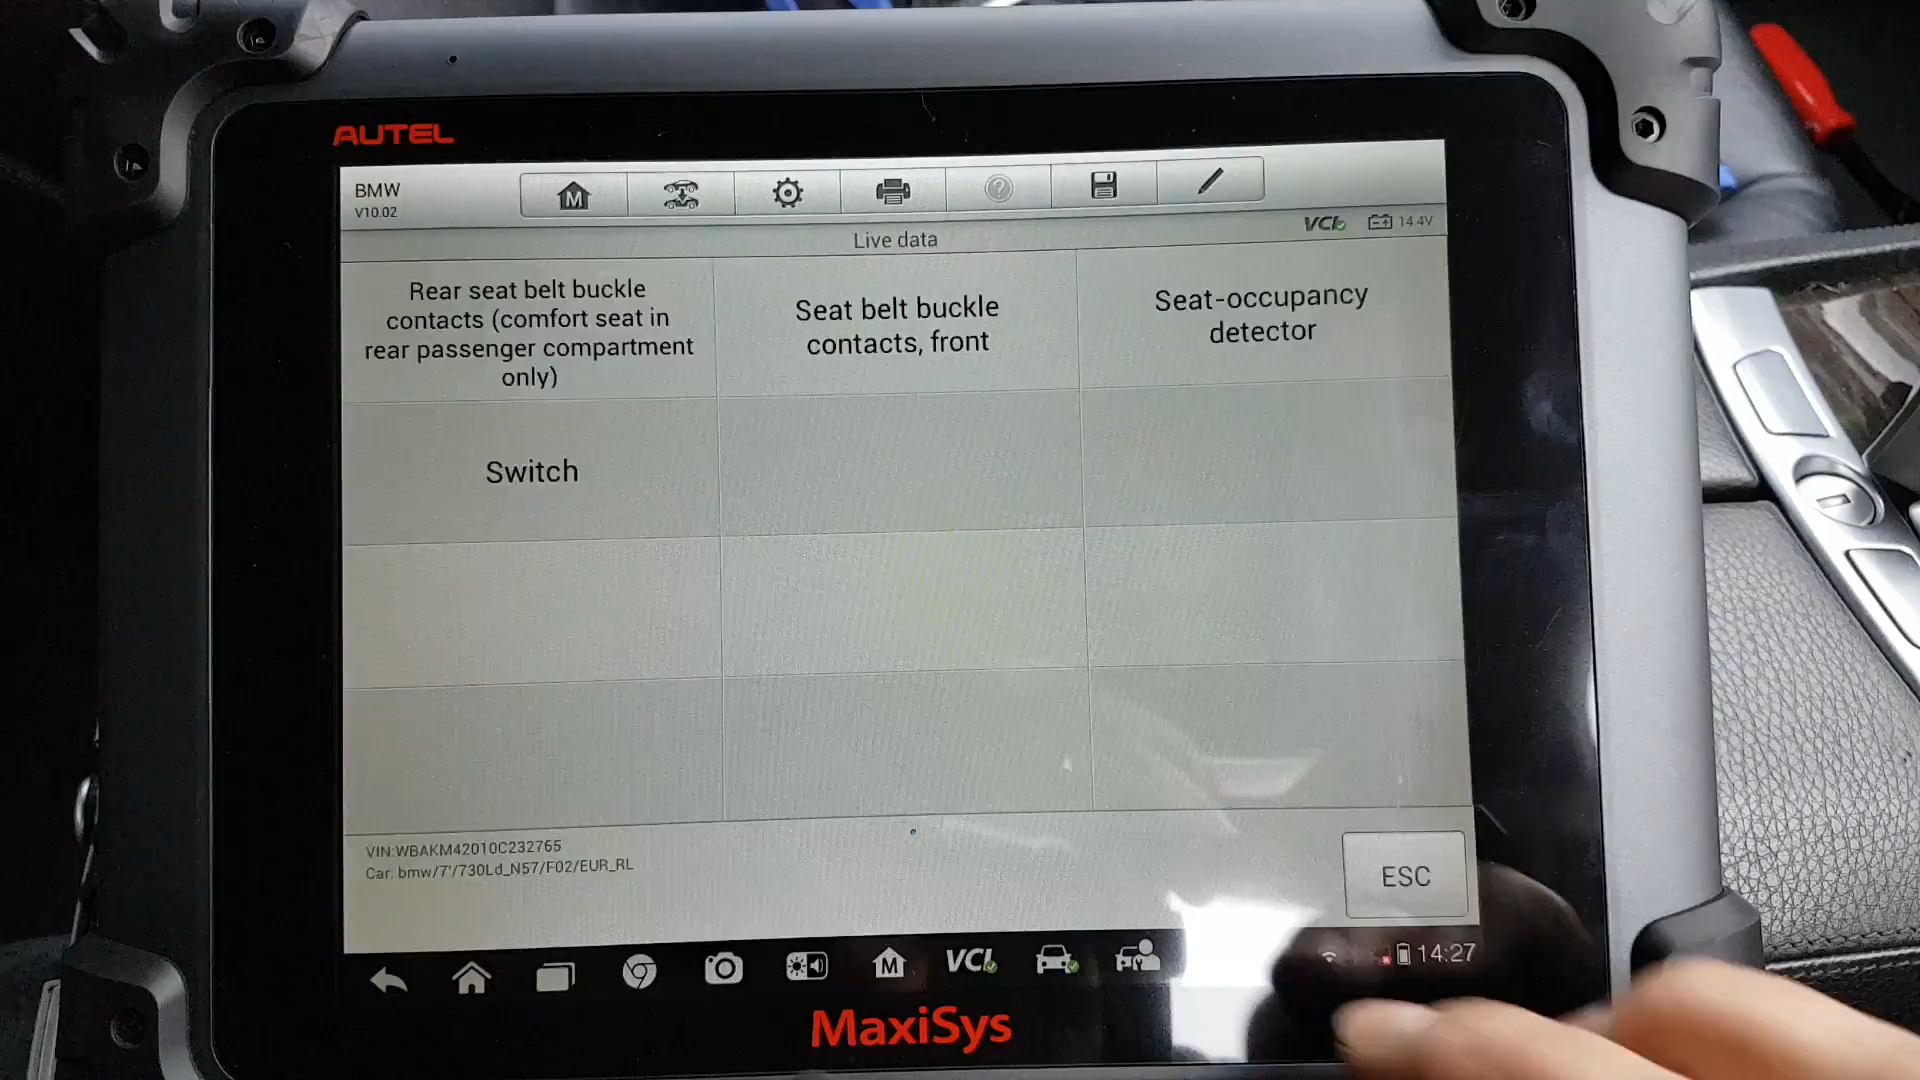 AUTEL
BMW
V10.02
M
?
VCI
14.4V
Live data
Rear seat belt buckle
contacts (comfort seat in
rear passenger compartment
only)
Seat belt buckle
contacts, front
Seat-occupancy
detector
Switch
VIN:WBAKM42010C232765
Car: bmw/7'/730Ld_N57/F02/EUR_RL
ESC
M
VCI
14:27
MaxiSys